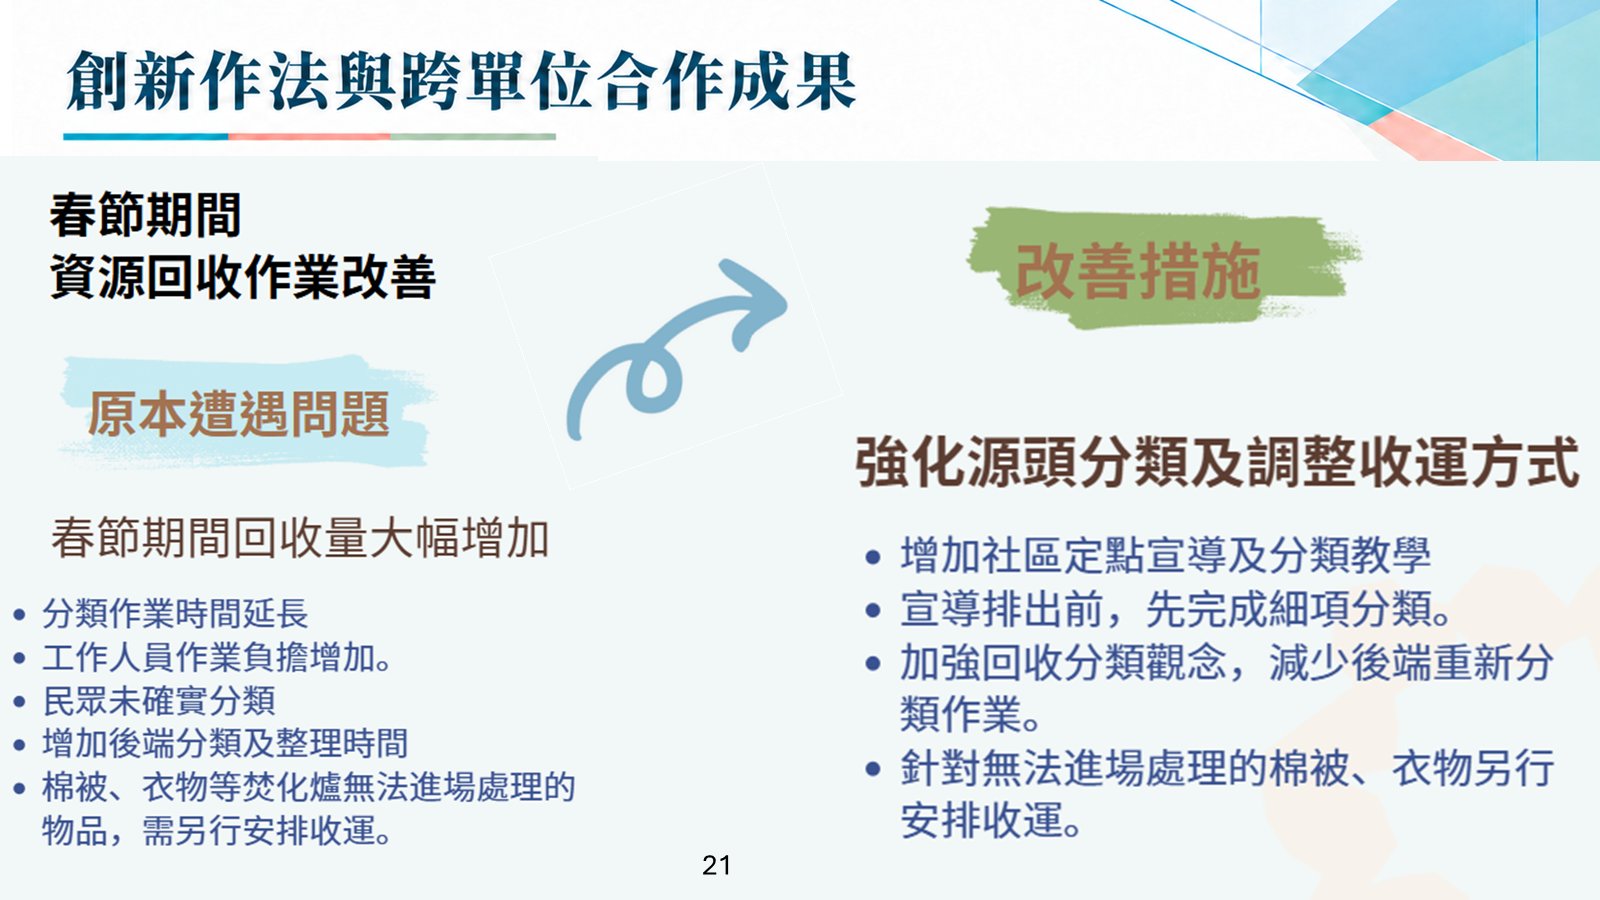 創新作法與跨單位合作成果
春節期間
資源回收作業改善
原本遭遇問題
春節期間回收量大幅增加
• 分類作業時間延長
• 工作人員作業負擔增加。
• 民眾未確實分類
• 增加後端分類及整理時間
• 棉被、衣物等焚化爐無法進場處理的
物品，需另行安排收運。
改善措施
強化源頭分類及調整收運方式
• 增加社區定點宣導及分類教學
• 宣導排出前，先完成細項分類。
• 加強回收分類觀念，減少後端重新分
類作業。
• 針對無法進場處理的棉被、衣物另行
安排收運。
21